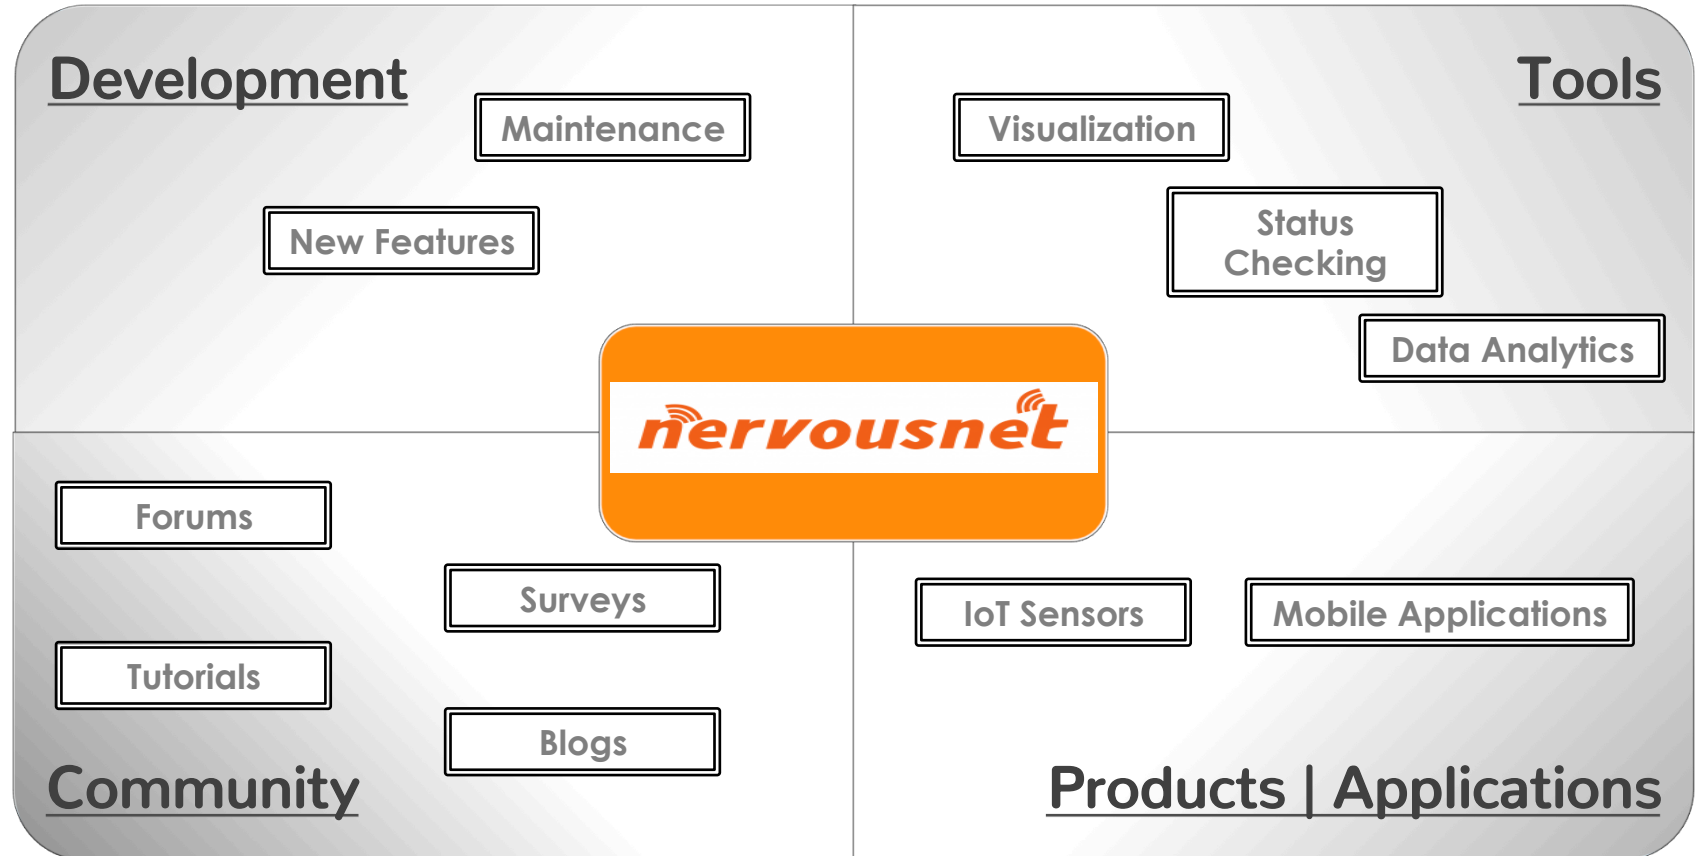 Development
Maintenance
New Features
Tools
Visualization
Status
Checking
Data Analytics
nervousnet
Forums
Surveys
Tutorials
Blogs
Community
IoT Sensors
Mobile Applications
Products | Applications